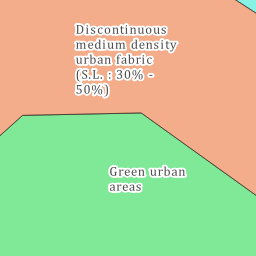 Discontinuous
medium density
urban fabric
(S.L. : 30% -
50%)
Green urban
areas